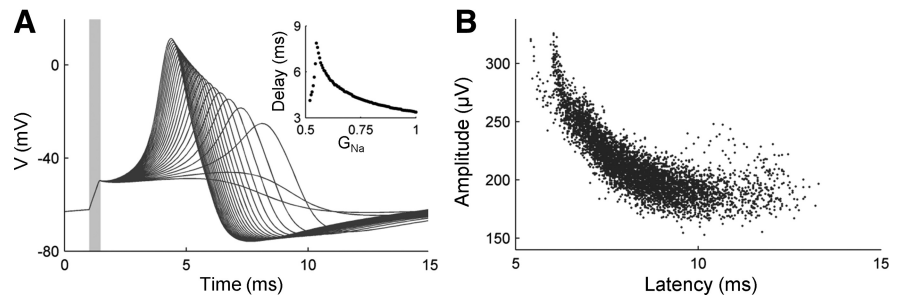 A
V (mV)
0
-40
-80
0
5
10
15
Time (ms)
Delay (ms)
9
6
3
0.5
0.75
1
GNa
B
Amplitude (µV)
300
250
200
150
5
10
15
Latency (ms)